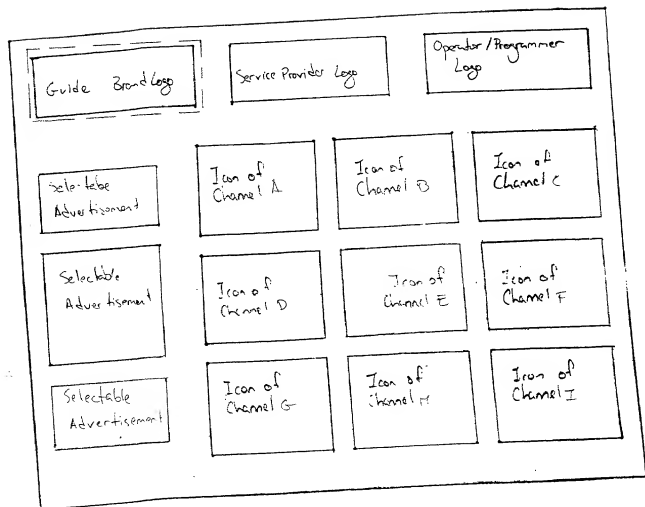 Guide Brand Logo
Service Provider Logo
Operator/Programmer
Logo
Selectabe
Advertisement
Icon of
Channel A
Icon of
Channel B
Icon of
Channel C
Selectable
Advertisement
Icon of
Channel D
Icon of
Channel E
Icon of
Channel F
Selectable
Advertisement
Icon of
Channel G
Icon of
Channel H
Icon of
Channel I